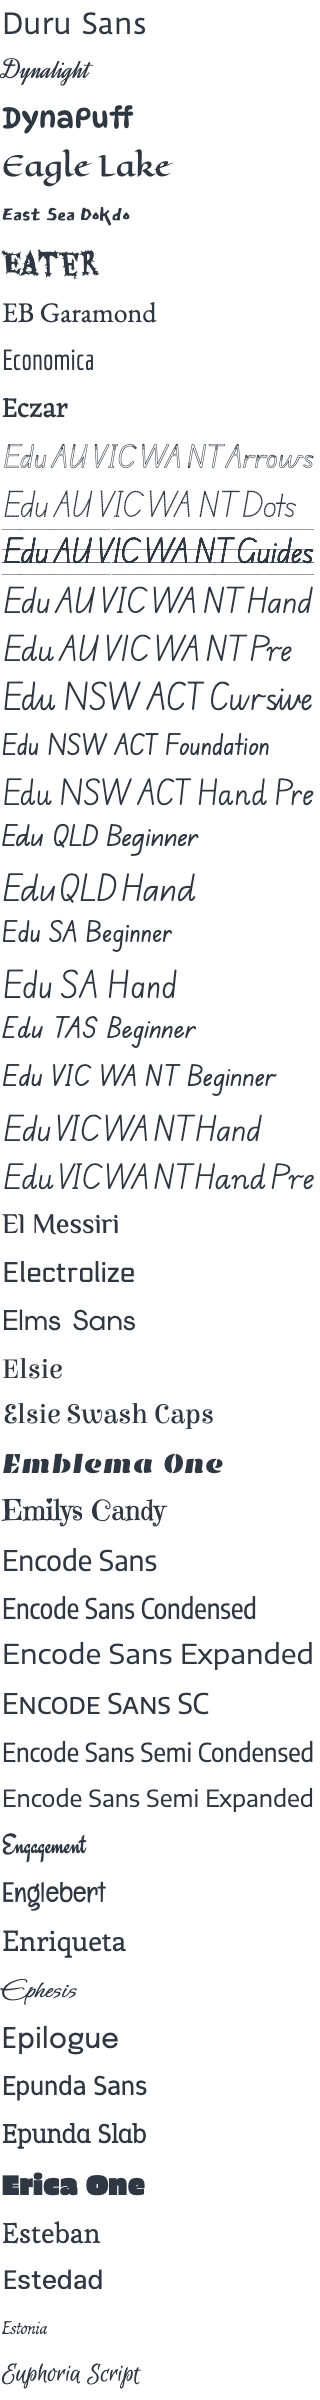 Duru Sans
Dynalight
DynaPuff
Eagle Lake
East Sea Dokdo
EATER
EB Garamond
Economica
Eczar
Edu AU VIC WA NT Arrows
Edu AU VIC WA NT Dots
Edu AU VIC WA NT Guides
Edu AU VIC WA NT Hand
Edu AU VIC WA NT Pre
Edu NSW ACT Cursive
Edu NSW ACT Foundation
Edu NSW ACT Hand Pre
Edu QLD Beginner
Edu QLD Hand
Edu SA Beginner
Edu SA Hand
Edu TAS Beginner
Edu VIC WA NT Beginner
Edu VIC WA NT Hand
Edu VIC WA NT Hand Pre
El Messiri
Electrolize
Elms Sans
Elsie
Elsie Swash Caps
Emblema One
Emilys Candy
Encode Sans
Encode Sans Condensed
Encode Sans Expanded
Encode Sans SC
Encode Sans Semi Condensed
Encode Sans Semi Expanded
Engagement
Englebert
Enriqueta
Ephesis
Epilogue
Epunda Sans
Epunda Slab
Erica One
Esteban
Estedad
Estonia
Euphoria Script